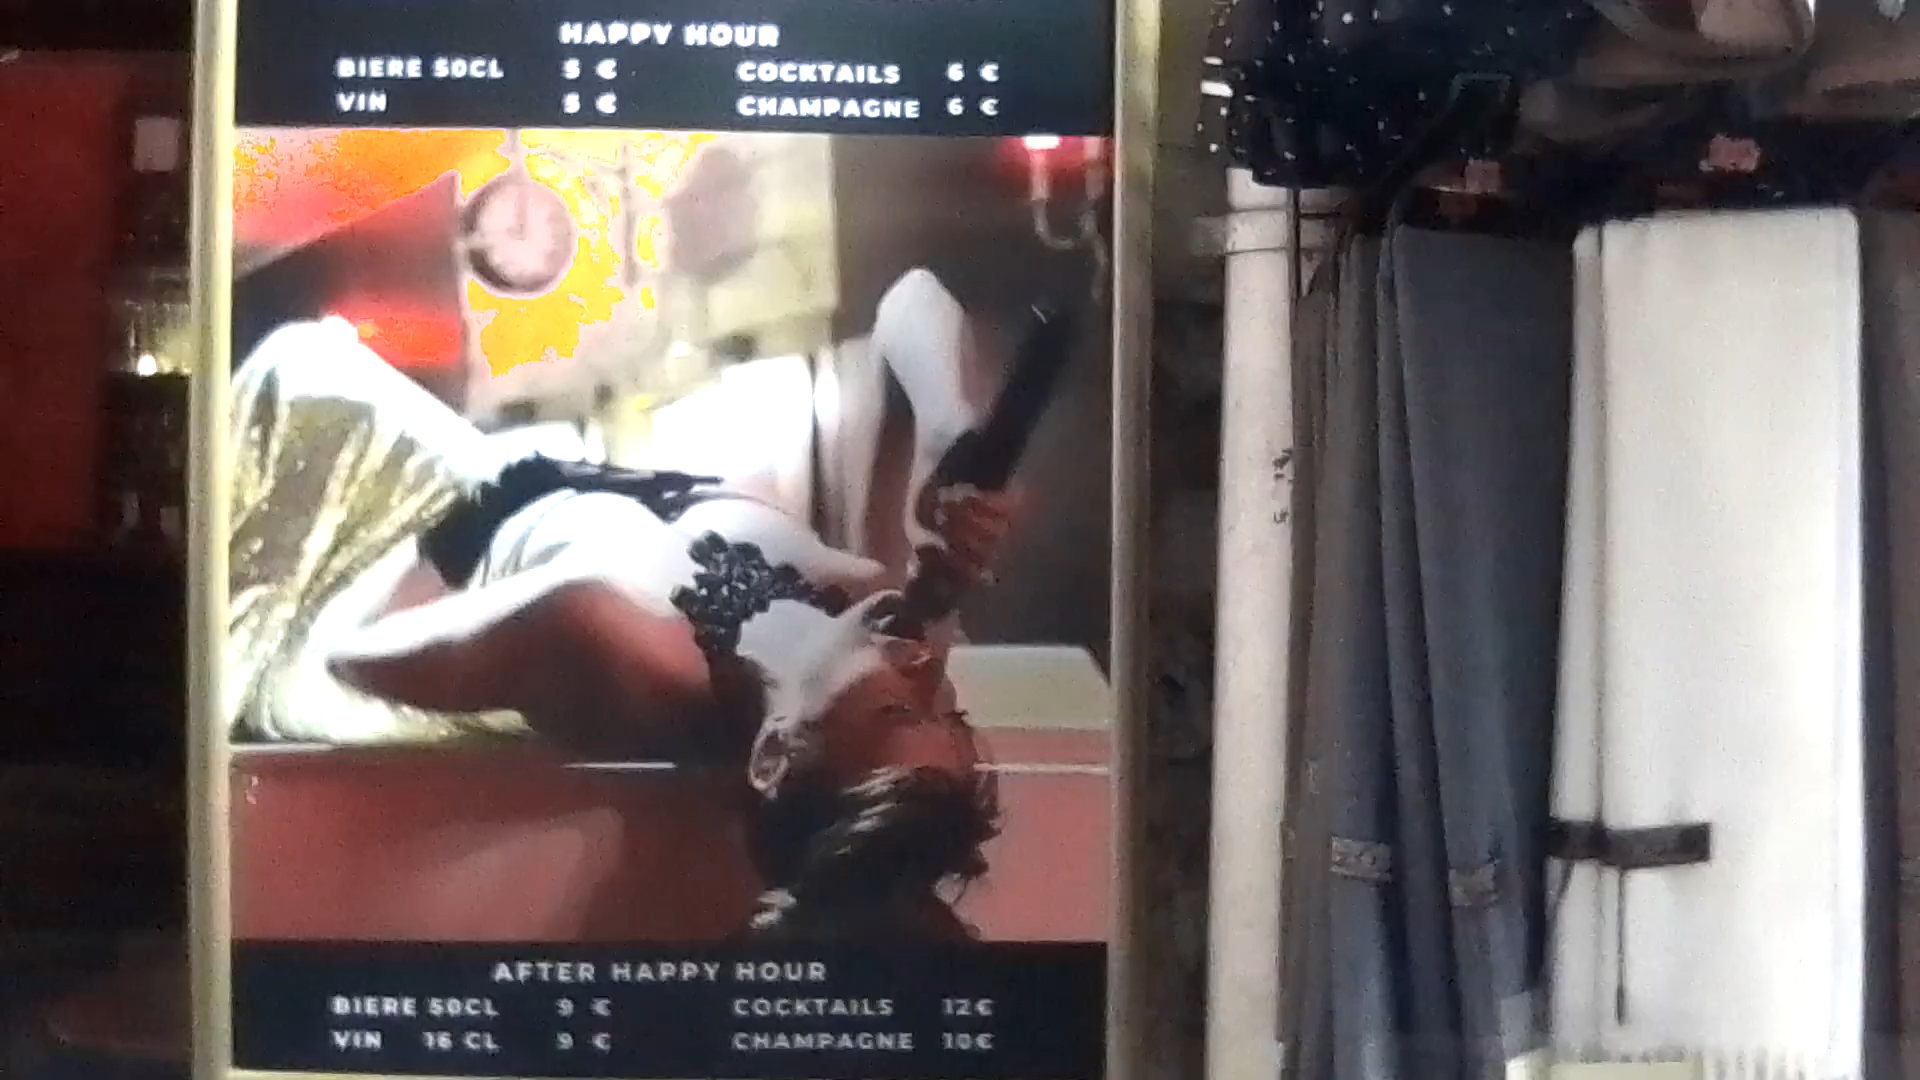 HAPPY HOUR
BIERE 50CL 5 € COCKTAILS 6 €
VIN 5 € CHAMPAGNE 6 €
AFTER HAPPY HOUR
BIERE 50CL 9 € COCKTAILS 12€
VIN 16 CL 9 € CHAMPAGNE 10€